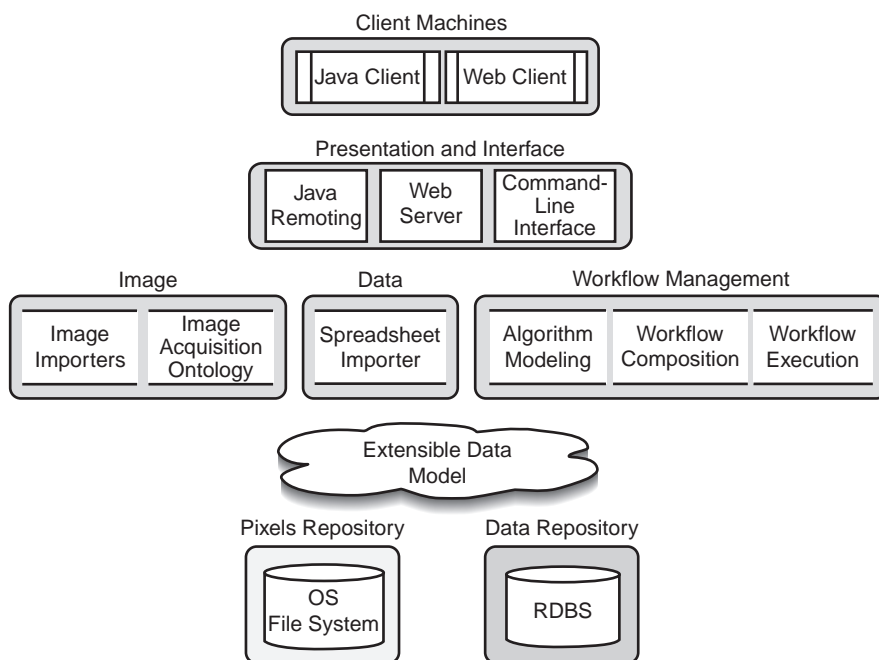 Client Machines
Java Client
Web Client
Presentation and Interface
Java
Remoting
Web
Server
Command-
Line
Interface
Image
Data
Workflow Management
Image
Importers
Image
Acquisition
Ontology
Spreadsheet
Importer
Algorithm
Modeling
Workflow
Composition
Workflow
Execution
Extensible Data
Model
Pixels Repository
Data Repository
OS
File System
RDBS